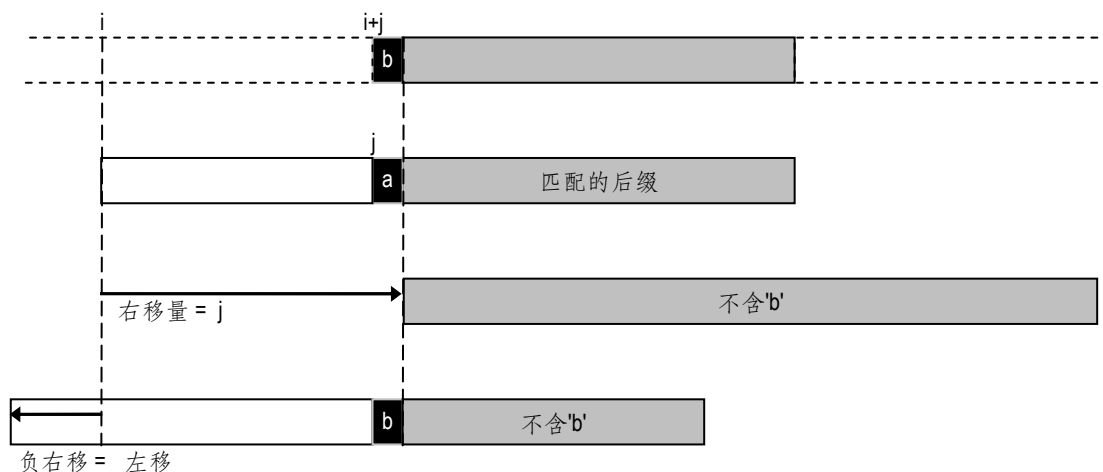 i
i+j
b
j
a
匹配的后缀
右移量 = j
不含'b'
b
不含'b'
负右移 = 左移